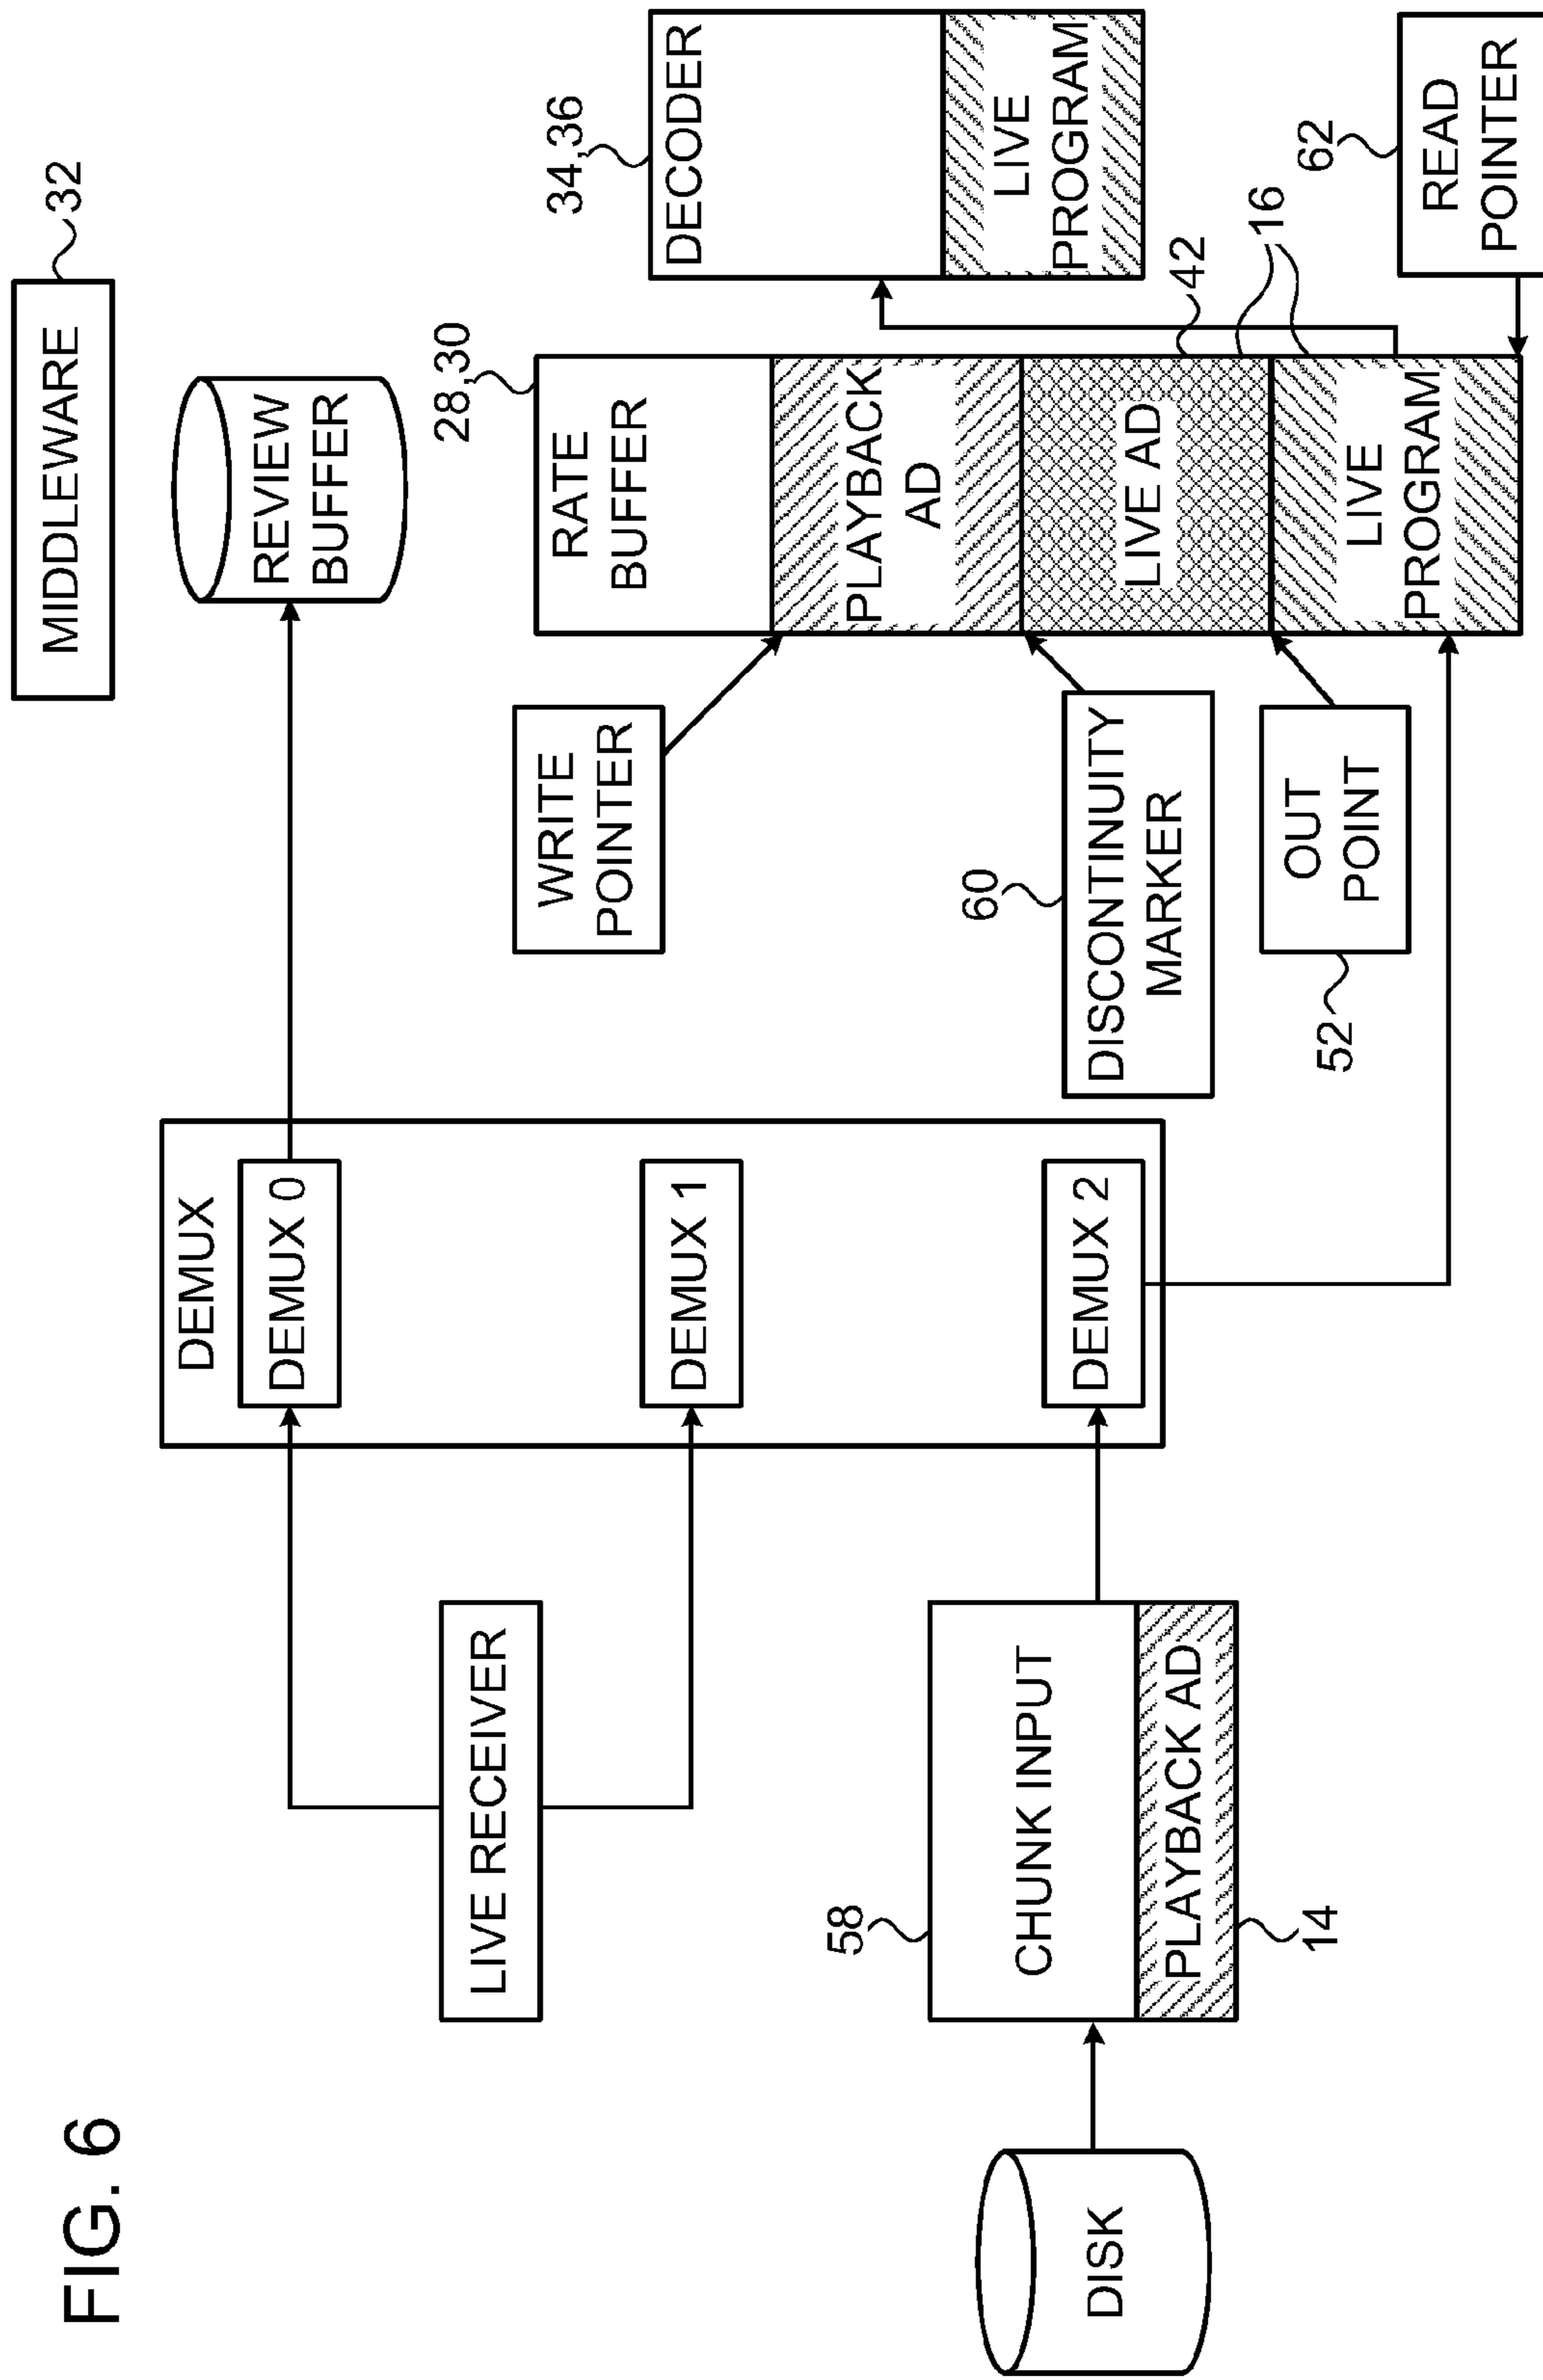 FIG. 6
MIDDLEWARE
32
DEMUX
DEMUX 0
REVIEW
BUFFER
LIVE RECEIVER
DEMUX 1
28,30
RATE
BUFFER
34,36
DECODER
LIVE
PROGRAM
WRITE
POINTER
PLAYBACK
AD
58
CHUNK INPUT
PLAYBACK AD
14
DISK
DEMUX 2
60
DISCONTINUITY
MARKER
LIVE AD
42
16
OUT
POINT
52
LIVE
PROGRAM
62
READ
POINTER